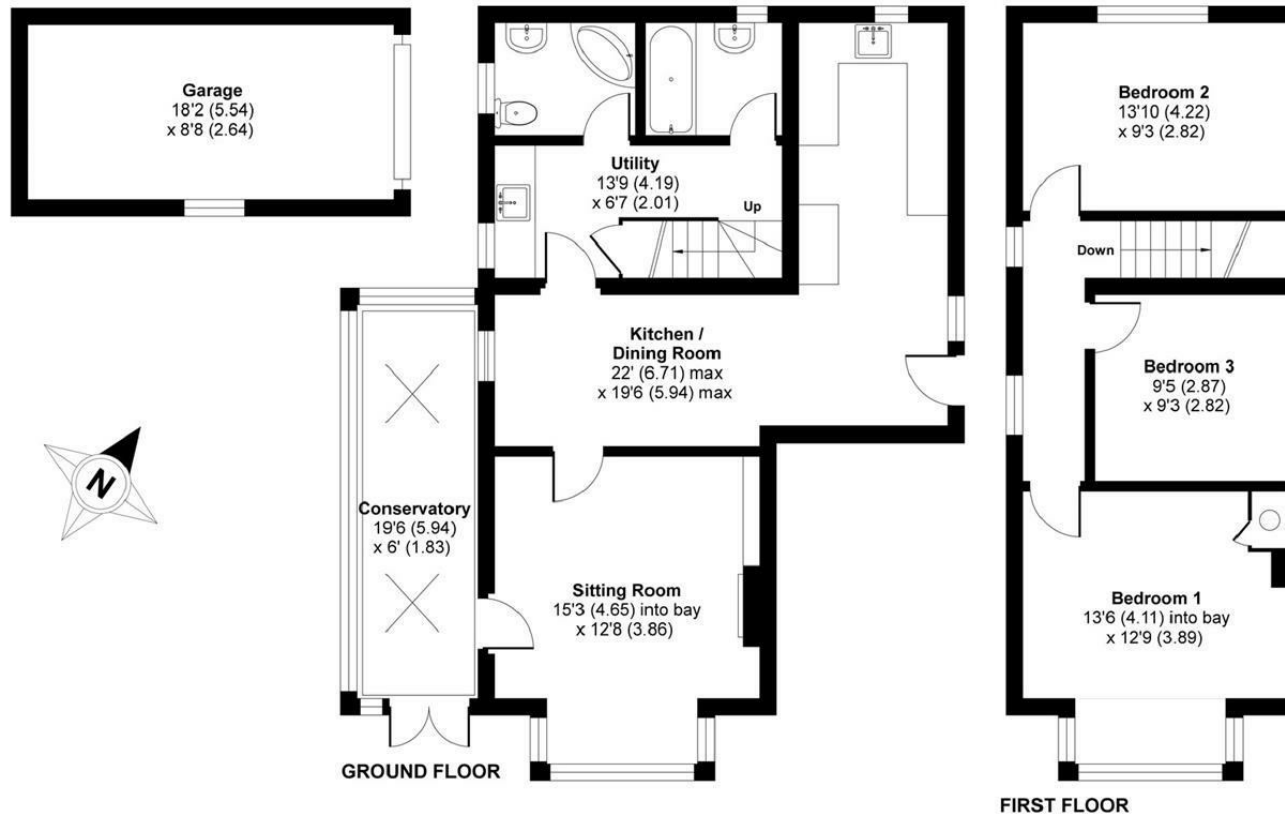 Garage
18'2 (5.54)
x 8'8 (2.64)
Utility
13'9 (4.19)
x 6'7 (2.01)
Up
Kitchen /
Dining Room
22' (6.71) max
x 19'6 (5.94) max
N
Conservatory
19'6 (5.94)
x 6' (1.83)
Sitting Room
15'3 (4.65) into bay
x 12'8 (3.86)
GROUND FLOOR
Bedroom 2
13'10 (4.22)
x 9'3 (2.82)
Down
Bedroom 3
9'5 (2.87)
x 9'3 (2.82)
Bedroom 1
13'6 (4.11) into bay
x 12'9 (3.89)
FIRST FLOOR